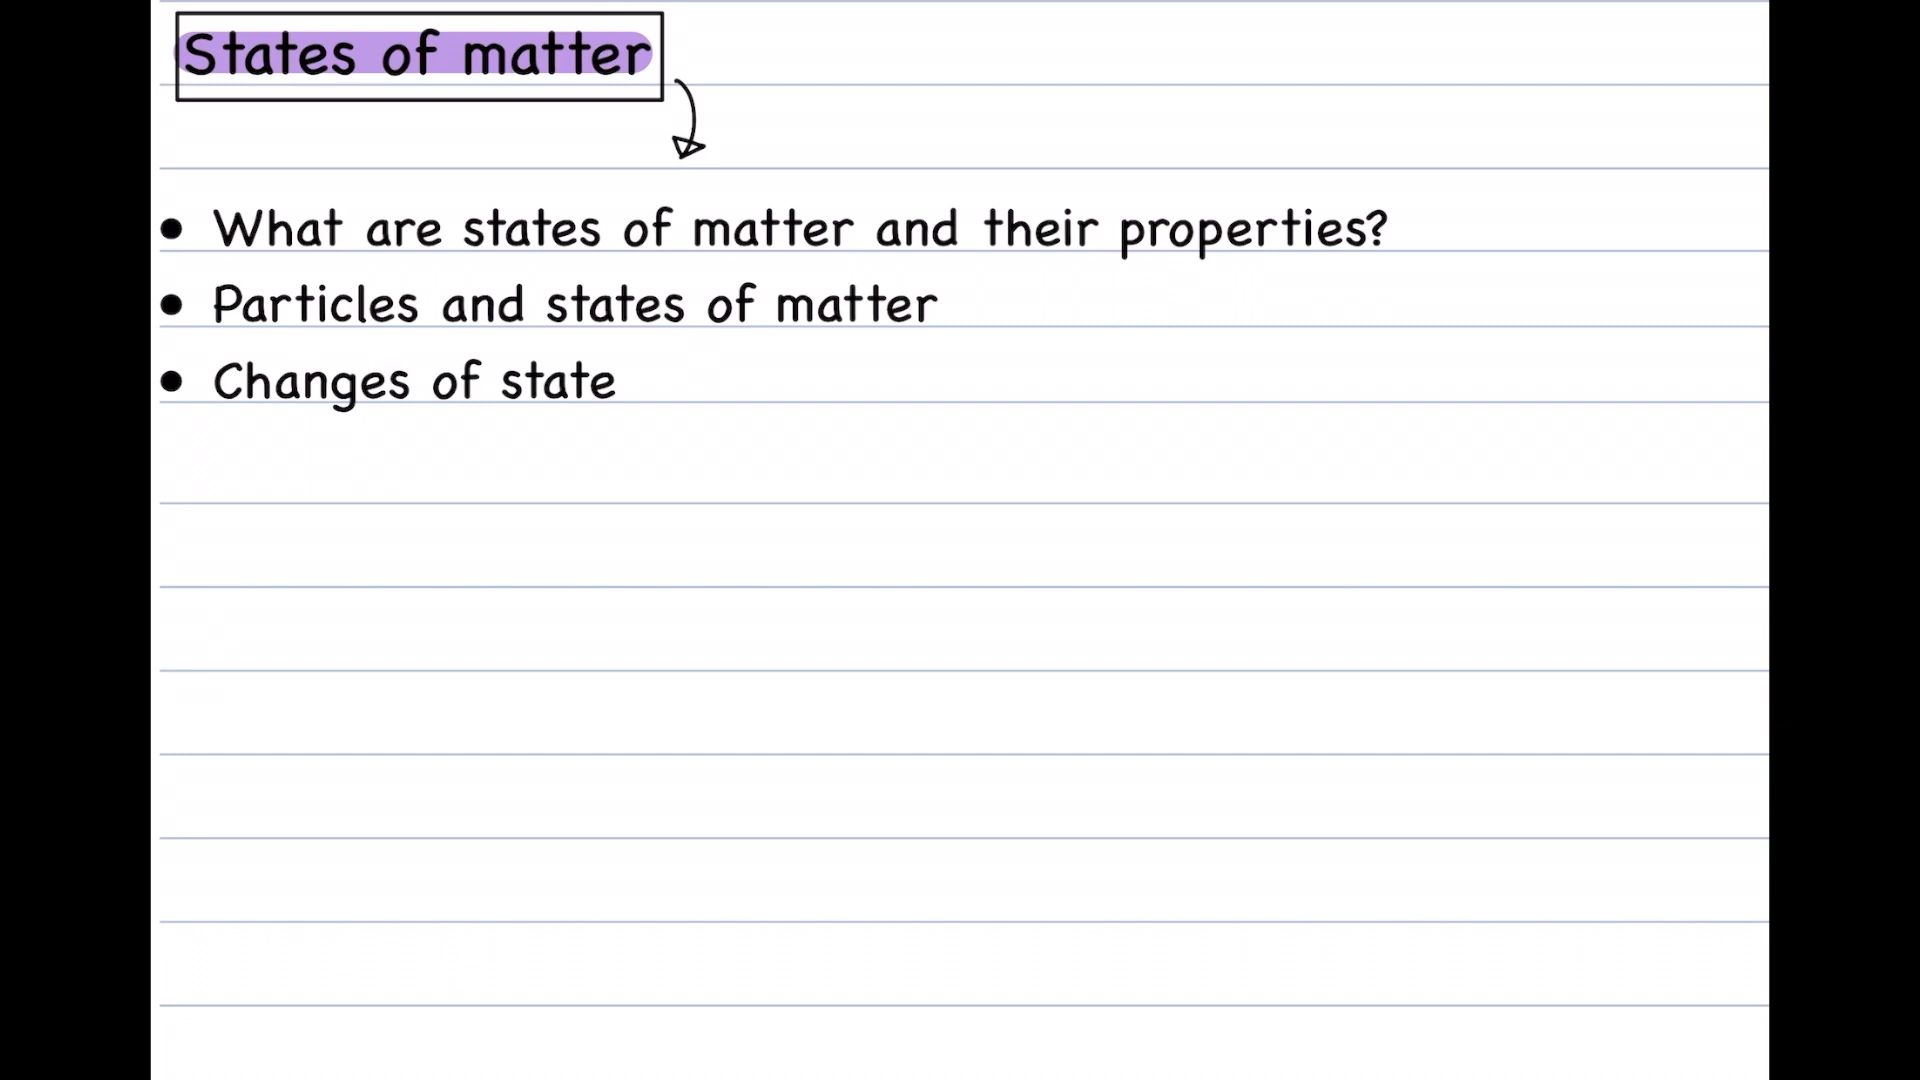 States of matter
• What are states of matter and their properties?
• Particles and states of matter
• Changes of state